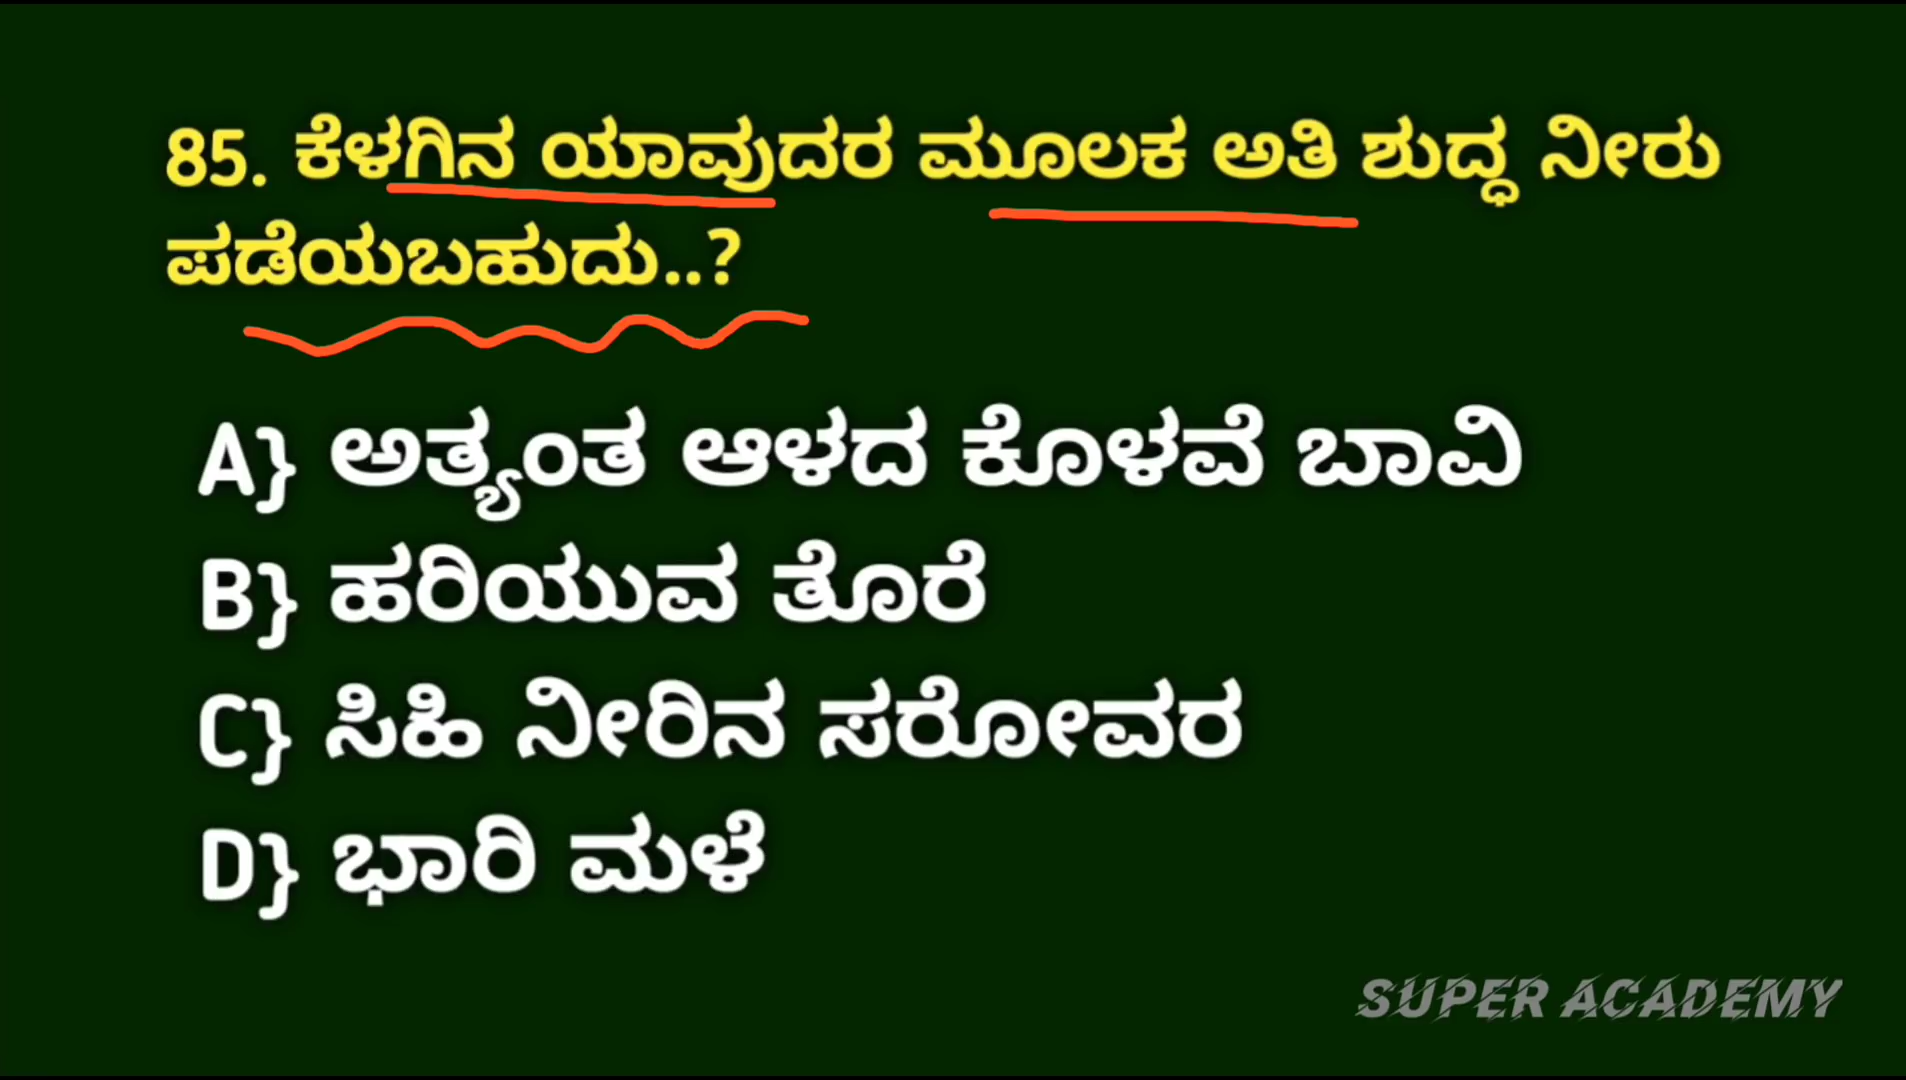 85. ಕೆಳಗಿನ ಯಾವುದರ ಮೂಲಕ ಅತಿ ಶುದ್ಧ ನೀರು
ಪಡೆಯಬಹುದು..?
A} ಅತ್ಯಂತ ಆಳದ ಕೊಳವೆ ಬಾವಿ
B} ಹರಿಯುವ ತೊರೆ
C} ಸಿಹಿ ನೀರಿನ ಸರೋವರ
D} ಭಾರಿ ಮಳೆ
SUPER ACADEMY